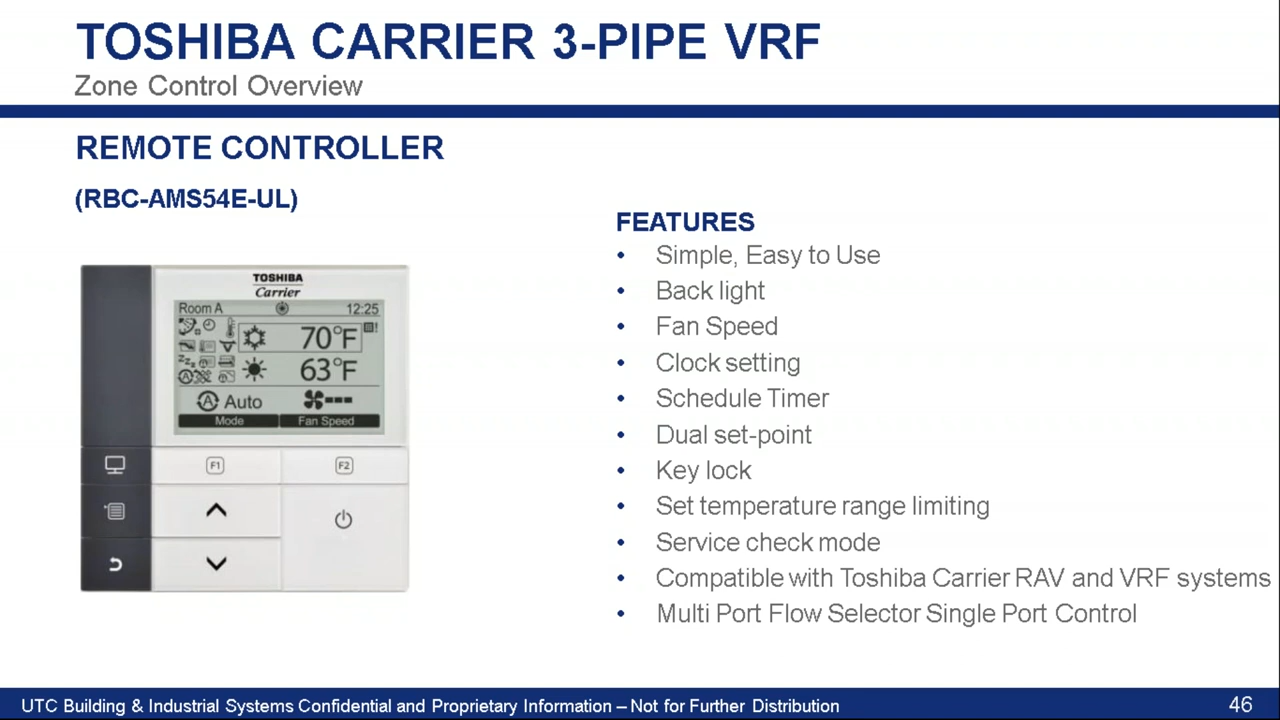 TOSHIBA CARRIER 3-PIPE VRF
Zone Control Overview
REMOTE CONTROLLER
(RBC-AMS54E-UL)
TOSHIBA
Carrier
Room A 12:25
70°F
63°F
A Auto
Mode Fan Speed
F1 F2
FEATURES
• Simple, Easy to Use
• Back light
• Fan Speed
• Clock setting
• Schedule Timer
• Dual set-point
• Key lock
• Set temperature range limiting
• Service check mode
• Compatible with Toshiba Carrier RAV and VRF systems
• Multi Port Flow Selector Single Port Control
UTC Building & Industrial Systems Confidential and Proprietary Information – Not for Further Distribution 46